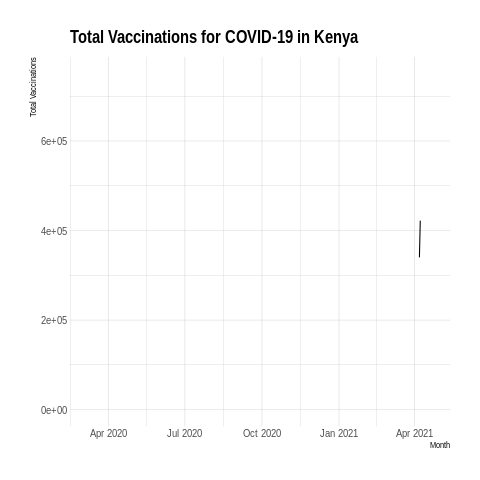 Total Vaccinations for COVID-19 in Kenya
Total Vaccinations
6e+05
4e+05
2e+05
0e+00
Apr 2020 Jul 2020 Oct 2020 Jan 2021 Apr 2021
Month